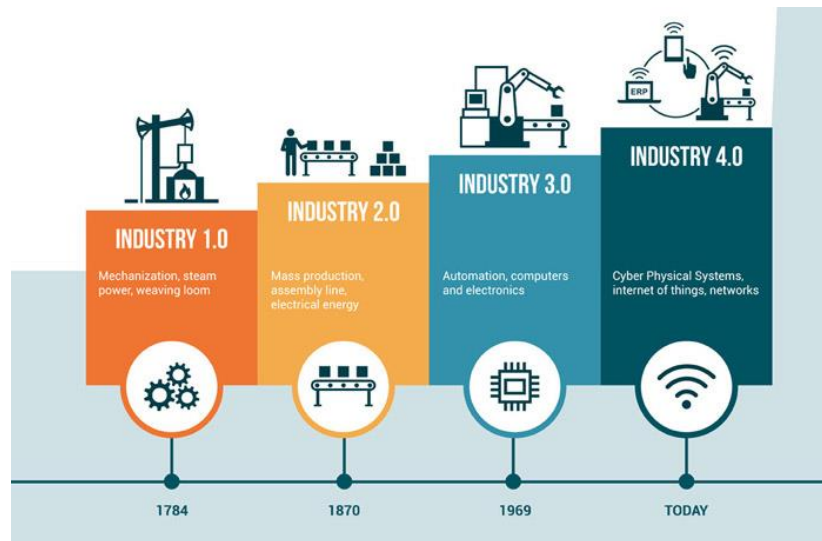 ERP
INDUSTRY 4.0
INDUSTRY 3.0
INDUSTRY 2.0
INDUSTRY 1.0
Mechanization, steam
power, weaving loom
Mass production,
assembly line,
electrical energy
Automation, computers
and electronics
Cyber Physical Systems,
internet of things, networks
1784
1870
1969
TODAY